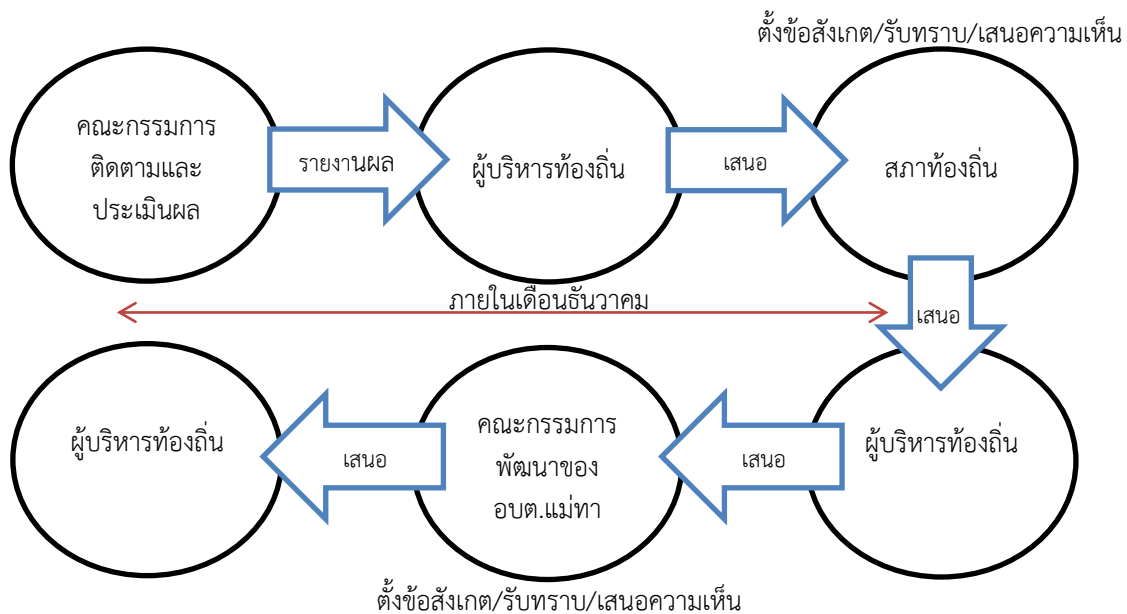 ตั้งข้อสังเกต/รับทราบ/เสนอความเห็น
คณะกรรมการ
ติดตามและ
ประเมินผล
รายงานผล
ผู้บริหารท้องถิ่น
เสนอ
สภาท้องถิ่น
ภายในเดือนธันวาคม
เสนอ
ผู้บริหารท้องถิ่น
เสนอ
คณะกรรมการ
พัฒนาของ
อบต.แม่ทา
เสนอ
ผู้บริหารท้องถิ่น
ตั้งข้อสังเกต/รับทราบ/เสนอความเห็น